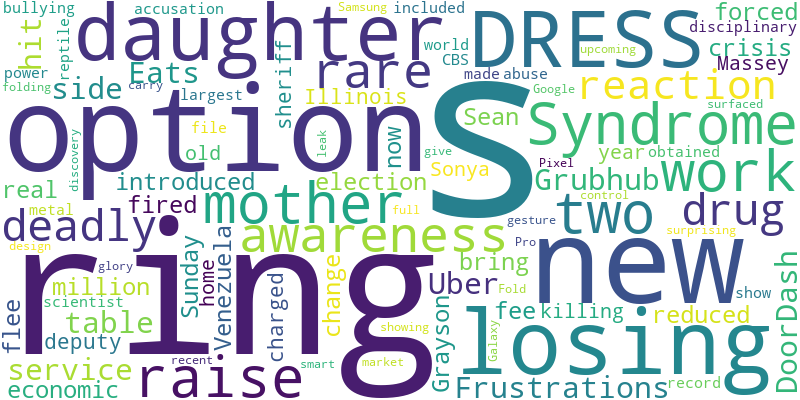 bullying
accusation
Samsung
included
DRESS
forced
hit
reptile
daughter
world
CBS
upcoming
disciplinary
crisis
power
Eats
rare
made
abuse
Massey
folding
carry
side
largest
sheriff
Illinois
Google
reaction
option
S
Sean
surfaced
Syndrome
file
old
leak
now
give
discovery
year
obtained
real
introduced
election
Sonya
Pixel
Grubhub
work
metal
fired
mother
full
control
deadly
awareness
gesture
two
drug
design
Sunday
home
Venezuela
Pro
surprising
ring
glory
bring
new
flee
million
charged
change
Uber
Fold
show
scientist
table
Grayson
fee
killing
reduced
DoorDash
deputy
showing
Galaxy
losing
service
recent
raise
smart
market
economic
Frustrations
record